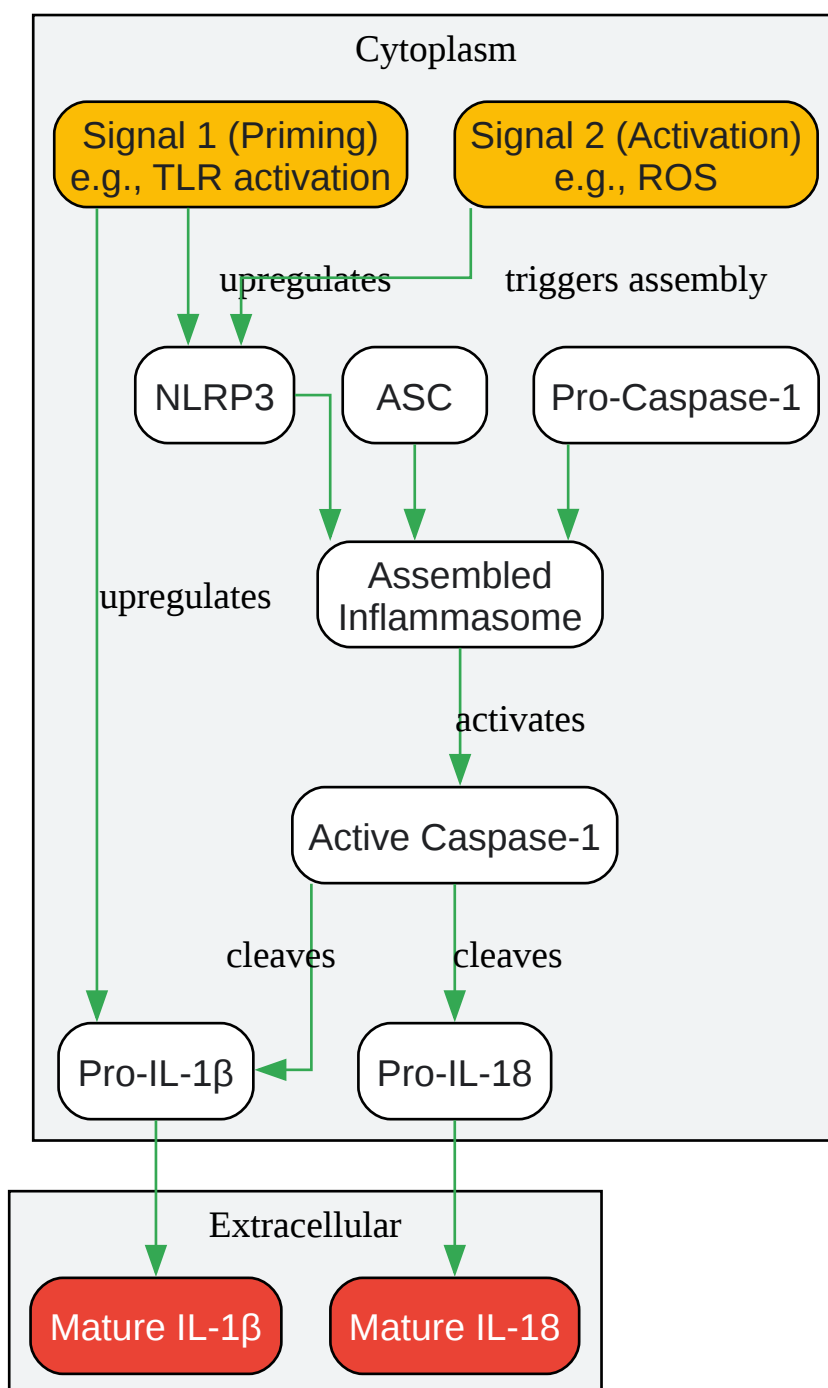 Cytoplasm
Signal 1 (Priming)
e.g., TLR activation
Signal 2 (Activation)
e.g., ROS
upregulates
triggers assembly
NLRP3
ASC
Pro-Caspase-1
Assembled
Inflammasome
upregulates
activates
Active Caspase-1
cleaves
cleaves
Pro-IL-1β
Pro-IL-18
Extracellular
Mature IL-1β
Mature IL-18